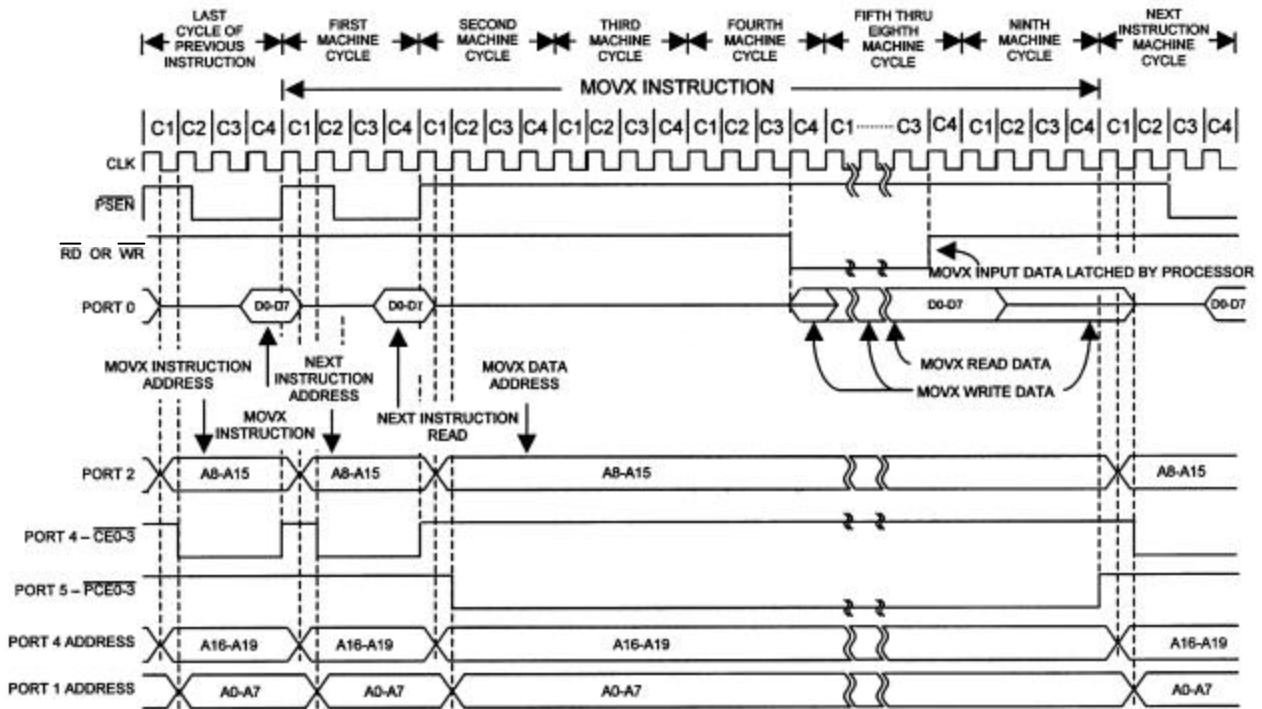 LAST
CYCLE OF
PREVIOUS
INSTRUCTION
FIRST
MACHINE
CYCLE
SECOND
MACHINE
CYCLE
THIRD
MACHINE
CYCLE
FOURTH
MACHINE
CYCLE
FIFTH THRU
EIGHTH
MACHINE
CYCLE
NINTH
MACHINE
CYCLE
NEXT
INSTRUCTION
MACHINE
CYCLE
MOVX INSTRUCTION
C1 C2 C3 C4 C1 C2 C3 C4 C1 C2 C3 C4 C1 C2 C3 C4 C1 C2 C3 C4 C1 ........ C3 C4 C1 C2 C3 C4 C1 C2 C3 C4
CLK
PSEN
RD OR WR
MOVX INPUT DATA LATCHED BY PROCESSOR
PORT 0 D0-D7 D0-D7 D0-D7 D0-D7
MOVX INSTRUCTION
ADDRESS
NEXT
INSTRUCTION
ADDRESS
MOVX DATA
ADDRESS
MOVX READ DATA
MOVX WRITE DATA
MOVX
INSTRUCTION
NEXT INSTRUCTION
READ
PORT 2 A8-A15 A8-A15 A8-A15 A8-A15
PORT 4 – CE0-3
PORT 5 – PCE0-3
PORT 4 ADDRESS A16-A19 A16-A19 A16-A19 A16-A19
PORT 1 ADDRESS A0-A7 A0-A7 A0-A7 A0-A7